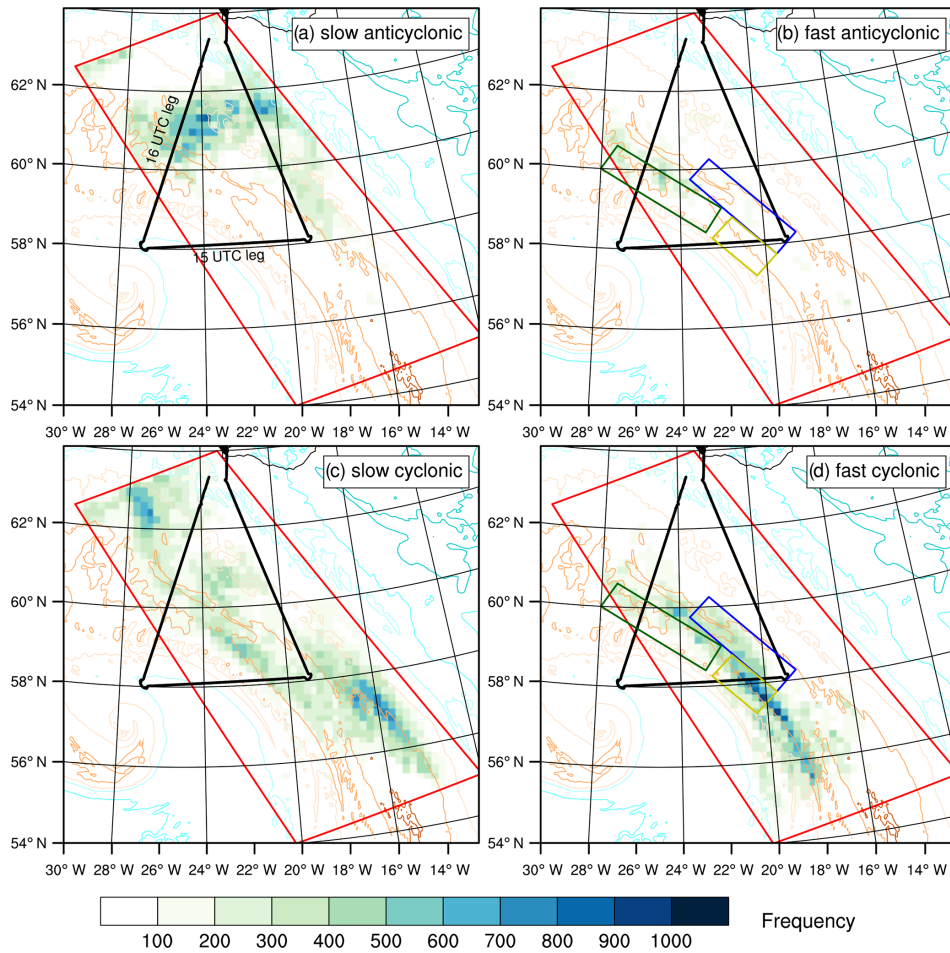 (a) slow anticyclonic
(b) fast anticyclonic
62° N
60° N
58° N
56° N
54° N
16 UTC leg
15 UTC leg
62° N
60° N
58° N
56° N
54° N
30° W 28° W 26° W 24° W 22° W 20° W 18° W 16° W 14° W
30° W 28° W 26° W 24° W 22° W 20° W 18° W 16° W 14° W
(c) slow cyclonic
(d) fast cyclonic
62° N
60° N
58° N
56° N
54° N
62° N
60° N
58° N
56° N
54° N
30° W 28° W 26° W 24° W 22° W 20° W 18° W 16° W 14° W
30° W 28° W 26° W 24° W 22° W 20° W 18° W 16° W 14° W
100 200 300 400 500 600 700 800 900 1000
Frequency